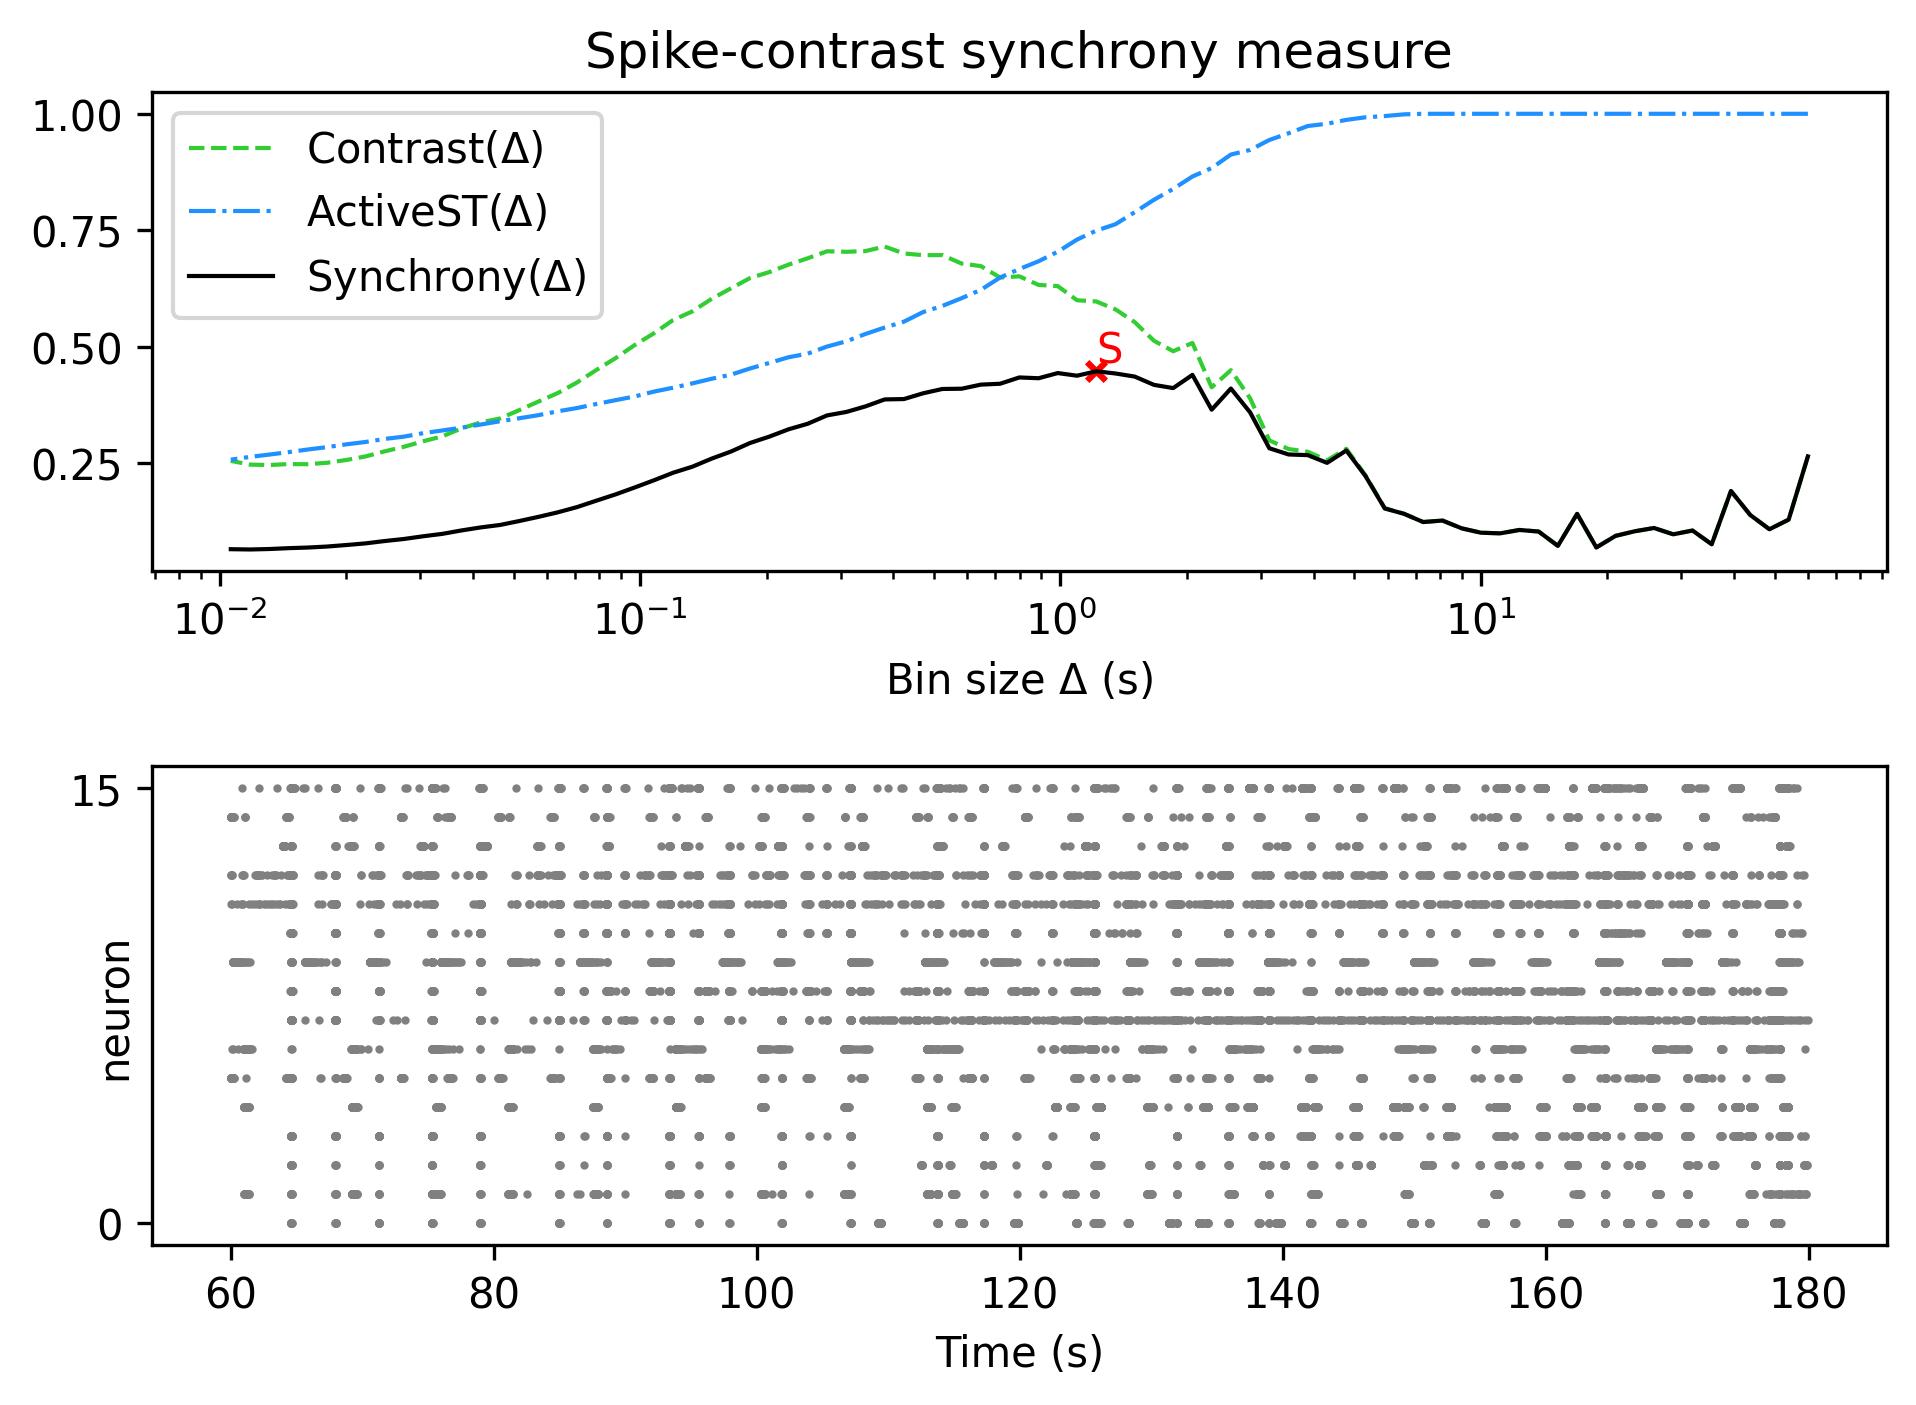 Spike-contrast synchrony measure
1.00
0.75
0.50
0.25
Contrast(Δ)
ActiveST(Δ)
Synchrony(Δ)
S
10⁻² 10⁻¹ 10⁰ 10¹
Bin size Δ (s)
15
0
neuron
60 80 100 120 140 160 180
Time (s)